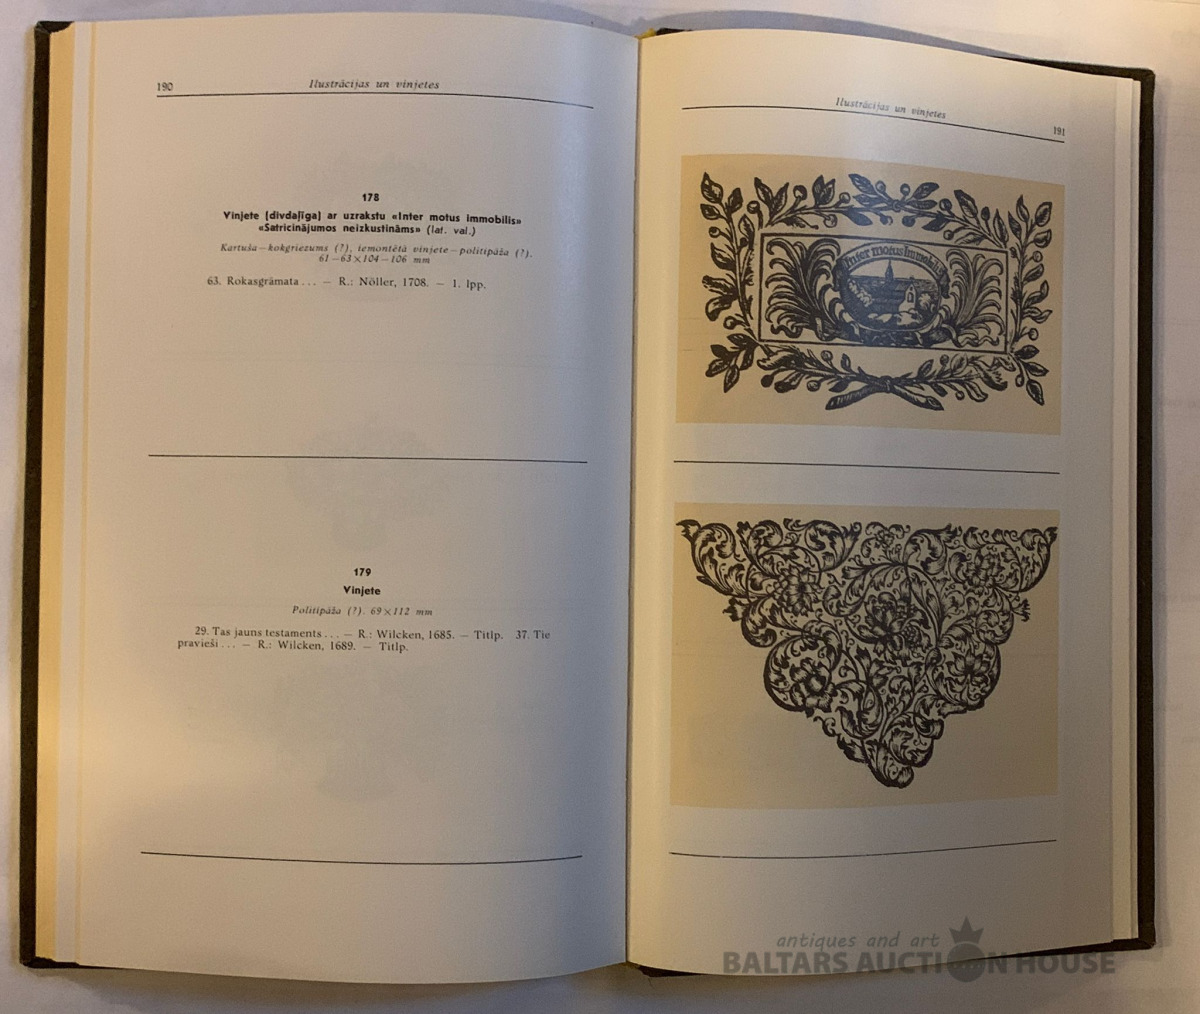 190
Ilustrācijas un vinjetes
178
Vinjete (divdaļīga) ar uzrakstu «Inter motus immobilis»
«Satricinājumos neizkustināms» (lat. val.)
Kartuša — kokgriezums (?), iemontētā vinjete — politipāža (?).
61—63×104—106 mm
63. Rokasgrāmata... — R.: Nöller, 1708. — 1. lpp.
179
Vinjete
Politipāža (?). 69×112 mm
29. Tas jauns testaments... — R.: Wilcken, 1685. — Titlp. 37. Tie
pravieši... — R.: Wilcken, 1689. — Titlp.
Ilustrācijas un vinjetes
191
Inter motus immobilis
antiques and art
BALTARS AUCTION HOUSE